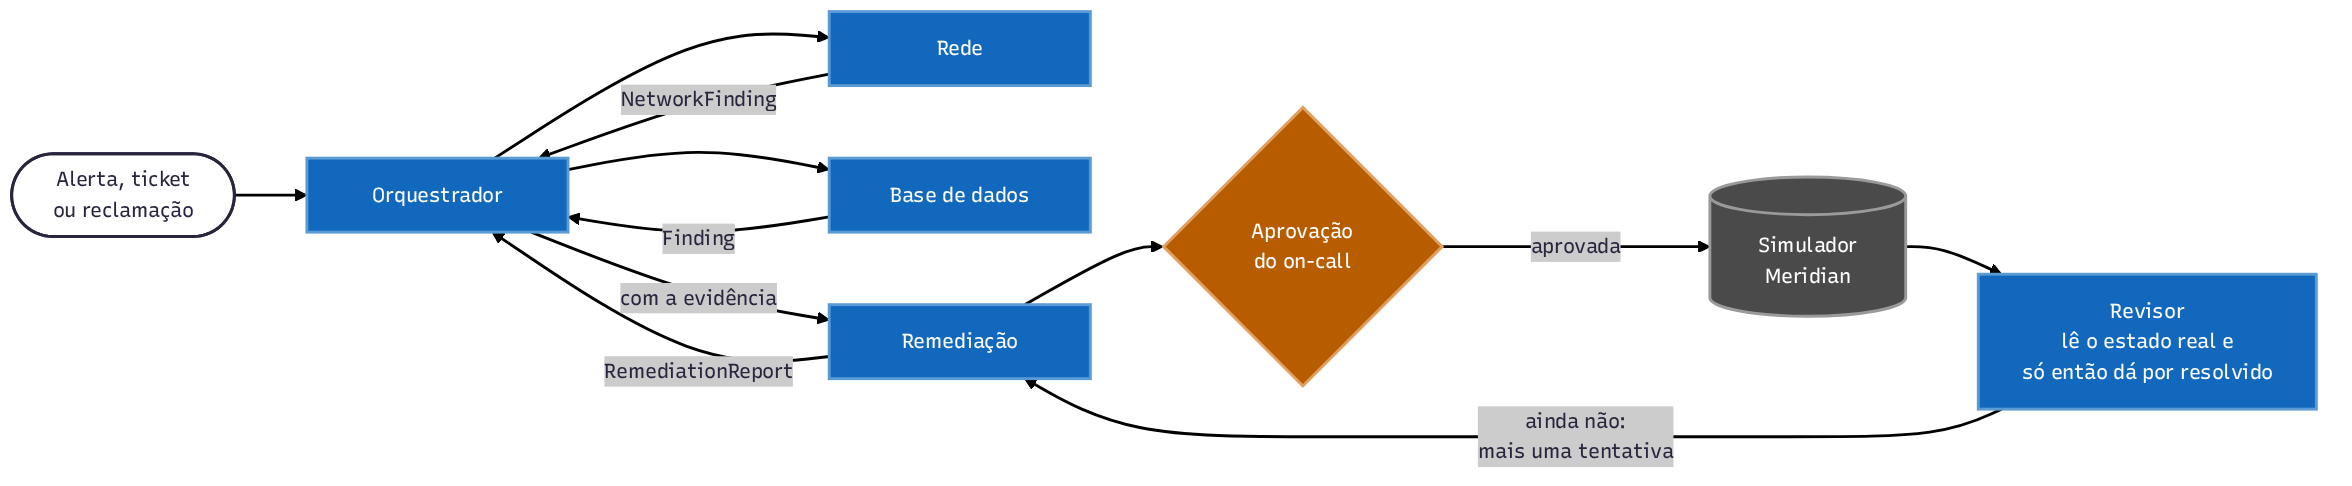 Alerta, ticket
ou reclamação
Orquestrador
Rede
NetworkFinding
Base de dados
Finding
com a evidência
Remediação
RemediationReport
Aprovação
do on-call
aprovada
Simulador
Meridian
Revisor
lê o estado real e
só então dá por resolvido
ainda não:
mais uma tentativa